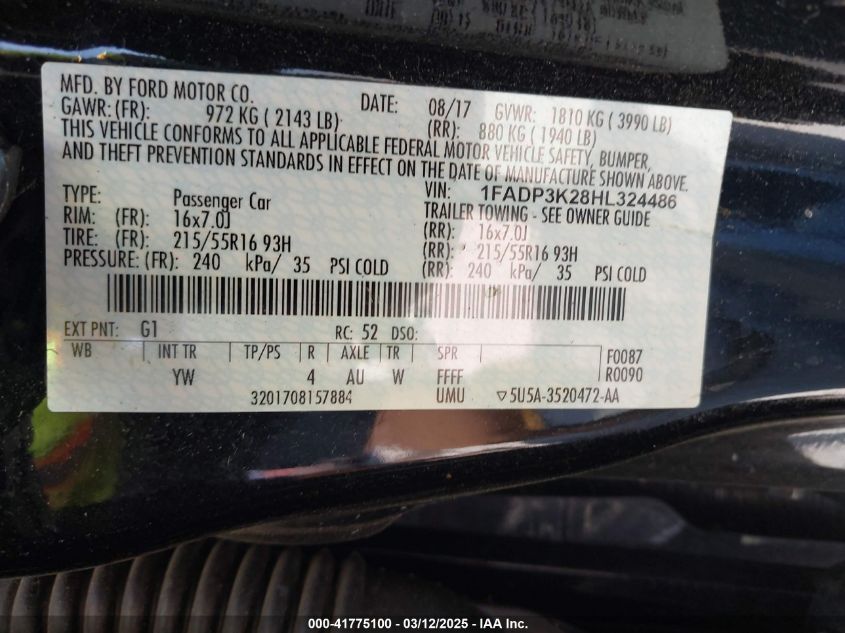 MFD. BY FORD MOTOR CO.
DATE: 08/17 GVWR: 1810 KG ( 3990 LB)
GAWR: (FR): 972 KG ( 2143 LB) (RR): 880 KG ( 1940 LB)
THIS VEHICLE CONFORMS TO ALL APPLICABLE FEDERAL MOTOR VEHICLE SAFETY, BUMPER,
AND THEFT PREVENTION STANDARDS IN EFFECT ON THE DATE OF MANUFACTURE SHOWN ABOVE.
VIN: 1FADP3K28HL324486
TYPE: Passenger Car TRAILER TOWING - SEE OWNER GUIDE
RIM: (FR): 16x7.0J (RR): 16x7.0J
TIRE: (FR): 215/55R16 93H (RR): 215/55R16 93H
PRESSURE: (FR): 240 kPa/ 35 PSI COLD (RR): 240 kPa/ 35 PSI COLD
EXT PNT: G1 RC: 52 DSO:
WB INT TR TP/PS R AXLE TR SPR F0087
YW 4 AU W FFFF R0090
3201708157884 UMU ▽5U5A-3520472-AA
000-41775100 - 03/12/2025 - IAA Inc.